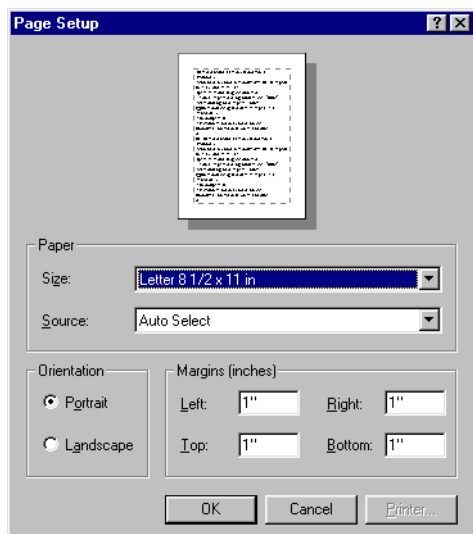 Page Setup
Paper
Size: Letter 8 1/2 x 11 in
Source: Auto Select
Orientation
Portrait
Landscape
Margins (inches)
Left: 1" Right: 1"
Top: 1" Bottom: 1"
OK Cancel Printer...